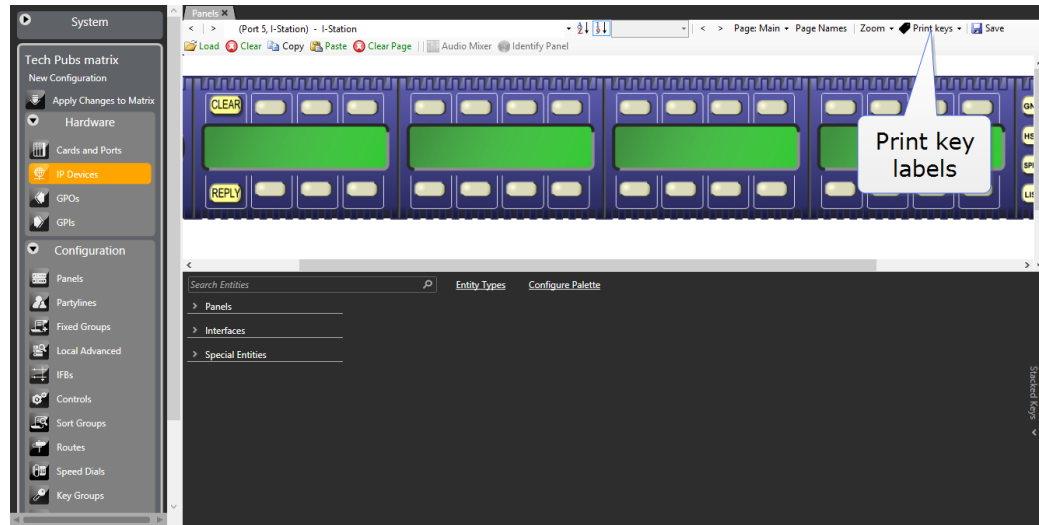 System
Tech Pubs matrix
New Configuration
Apply Changes to Matrix
Hardware
Cards and Ports
IP Devices
GPOs
GPIs
Configuration
Panels
Partylines
Fixed Groups
Local Advanced
IFBs
Controls
Sort Groups
Routes
Speed Dials
Key Groups
Panels
(Port 5, I-Station) - I-Station
Page: Main
Page Names
Zoom
Print keys
Save
Load
Clear
Copy
Paste
Clear Page
Audio Mixer
Identify Panel
CLEAR
REPLY
Print key
labels
Search Entities
Entity Types
Configure Palette
Panels
Interfaces
Special Entities
Stacked Keys